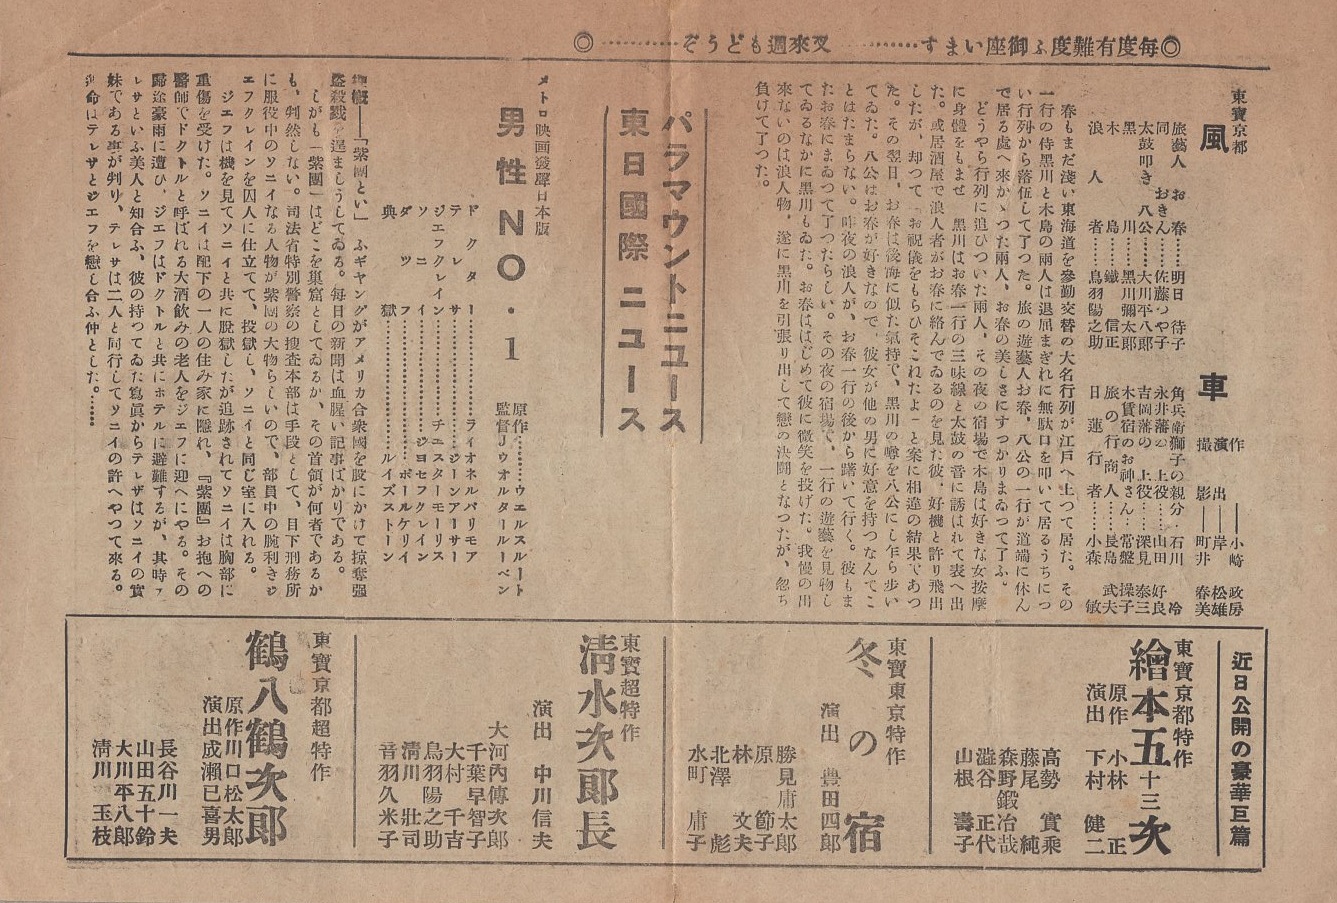 ◎毎度有難度ふ御座います…………又來週もどうぞ…………◎
東寶京都
風車
作――小崎政房
演出――岸松雄
撮影――町井春美
旅藝人お春……明日待子
同おきん……佐藤つや子
太鼓叩き八公……大川平八郎
黒川……黒川彌太郎
木島……鐵信正
浪人者……鳥羽陽之助
角兵衛獅子の親分・石川冷
永井藩の上役……山田好良
吉岡藩の上役……深見泰三
木賃宿のお神さん・常盤操子
旅の行商人……長島武夫
日蓮行者……小森敏
春もまだ淺い東海道を參勤交替の大名行列が江戸へ上つて居た。その
一行の侍黒川と木島の兩人は退屈まぎれに無駄口を叩いて居るうちにつ
い行列から落伍して了つた。旅の遊藝人お春、八公の一行が道端に休ん
で居る處へ來かゝつた兩人、お春の美しさにすつかりまゐつて了ふ。
どうやら行列に追ひついた兩人、その夜の宿場で木島は好きな女按摩
に身體をもませ　黒川はお春一行の三味線と太鼓の音に誘はれて表へ出
た。或居酒屋で浪人者がお春に絡んでゐるのを見た彼、好機と許り飛出
したが、却つて「お祝儀をもらひそこねたよ」と案に相違の結果であつ
た。その翌日、お春は後海に似た氣持で、黒川の噂を八公にし乍ら歩い
てゐた。八公はお春が好きなので、彼女が他の男に好意を持つなんてこ
とはたまらない。昨夜の浪人が、お春一行の後から躇いて行く。彼もま
たお春にまゐつて了つたらしい。その夜の宿場で、一行の遊藝を見物し
てゐるなかに黒川もゐた。お春ははじめて彼に微笑を投げた。我慢の出
來ないのは浪人物、遂に黒川を引張り出して戀の決鬪となつたが、忽ち
負けて了つた。
パラマウントニュース
東日國際ニュース
メトロ映画發聲日本版
男性NO・1
原作……ウエルスルート
監督Jウオルタールーベン
ドクター……ライオネルバリモア
テレサ……ジーンアーサー
ジエフクレイン……チエスターモーリス
ソニイ……ジヨセフクレイン
ダツフ……ポールケリイ
典獄……ルイズストーン
梗概――「紫團とい」ふギヤングがアメリカ合衆國を股にかけて掠奪强
盗殺戮を逞ましうしてゐる。毎日の新聞は血腥い記事ばかりである。
しかも「紫團」はどこを巣窟としてゐるか、その首領が何者であるか
も、判然しない。司法省特別警察の捜査本部は手段として、目下刑務所
に服役中のソニイなる人物が紫團の大物らしいので、部員中の腕利きジ
エフクレインを囚人に仕立てて、投獄し、ソニイと同じ室に入れる。
ジエフは機を見てソニイと共に脱獄したが追跡されてソニイは胸部に
重傷を受けた。ソニイは配下の一人の住み家に隱れ、『紫團』お抱への
醫師でドクトルと呼ばれる大酒飲みの老人をジエフに迎へにやる。その
歸途豪雨に遭ひ、ジエフはドクトルと共にホテルに避難するが、其時テ
レサといふ美人と知合ふ、彼の持つてゐた寫眞からテレザはソニイの實
妹である事が判り、テレサは二人と同行してソニイの許へやつて來る。
命はテレサとジエフを戀し合ふ仲とした。……
近日公開の豪華巨篇
東寶京都特作
繪本五十三次
原作　小林正
演出　下村健二
高勢實乘
藤尾純
森野鍛冶哉
澁谷正代
山根壽子
東寶東京特作
冬の宿
演出　豊田四郎
勝見庸太郎
原節子
林文夫
北澤彪
水町庸子
東寶超特作
淸水次郎長
演出　中川信夫
大河內傳次郎
千葉早智子
大村千吉
鳥羽陽之助
淸川莊司
音羽久米子
東寶京都超特作
鶴八鶴次郎
原作川口松太郎
演出成瀬巳喜男
長谷川一夫
山田五十鈴
大川平八郎
淸川玉枝